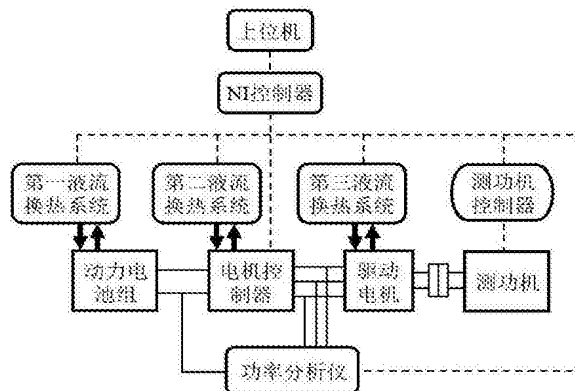 上位机
NI控制器
第一液流
换热系统
第二液流
换热系统
第三液流
换热系统
测功机
控制器
动力电
池组
电机控
制器
驱动
电机
测功机
功率分析仪